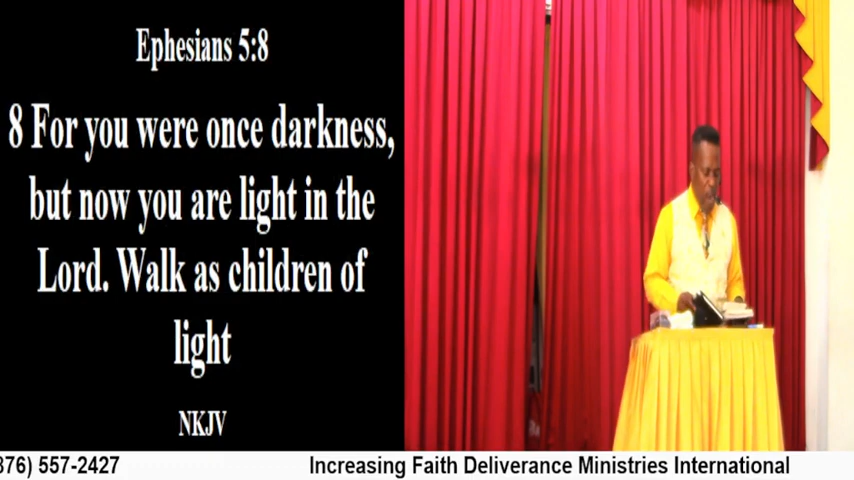 Ephesians 5:8
8 For you were once darkness,
but now you are light in the
Lord. Walk as children of
light
NKJV
876) 557-2427 Increasing Faith Deliverance Ministries International